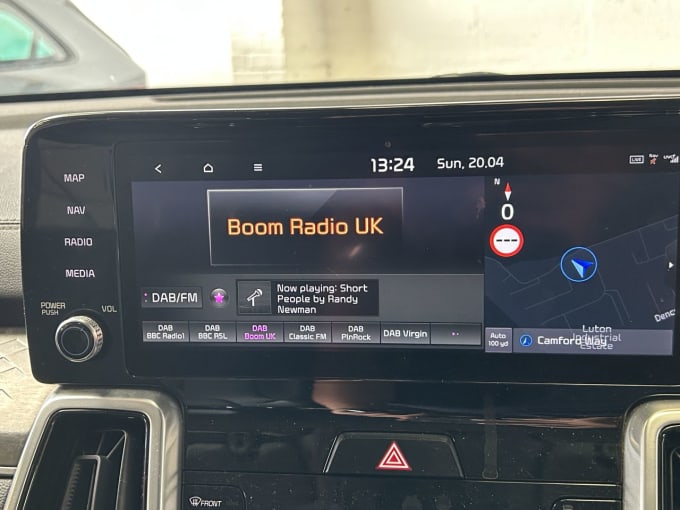 13:24
Sun, 20.04
LIVE
MAP
NAV
RADIO
MEDIA
POWER
PUSH
VOL
Boom Radio UK
DAB/FM
Now playing: Short
People by Randy
Newman
DAB
BBC Radio1
DAB
BBC R5L
DAB
Boom UK
DAB
Classic FM
DAB
PlnRock
DAB Virgin
N
0
---
Auto
100 yd
Camford Way
Luton
Industrial
Estate
FRONT